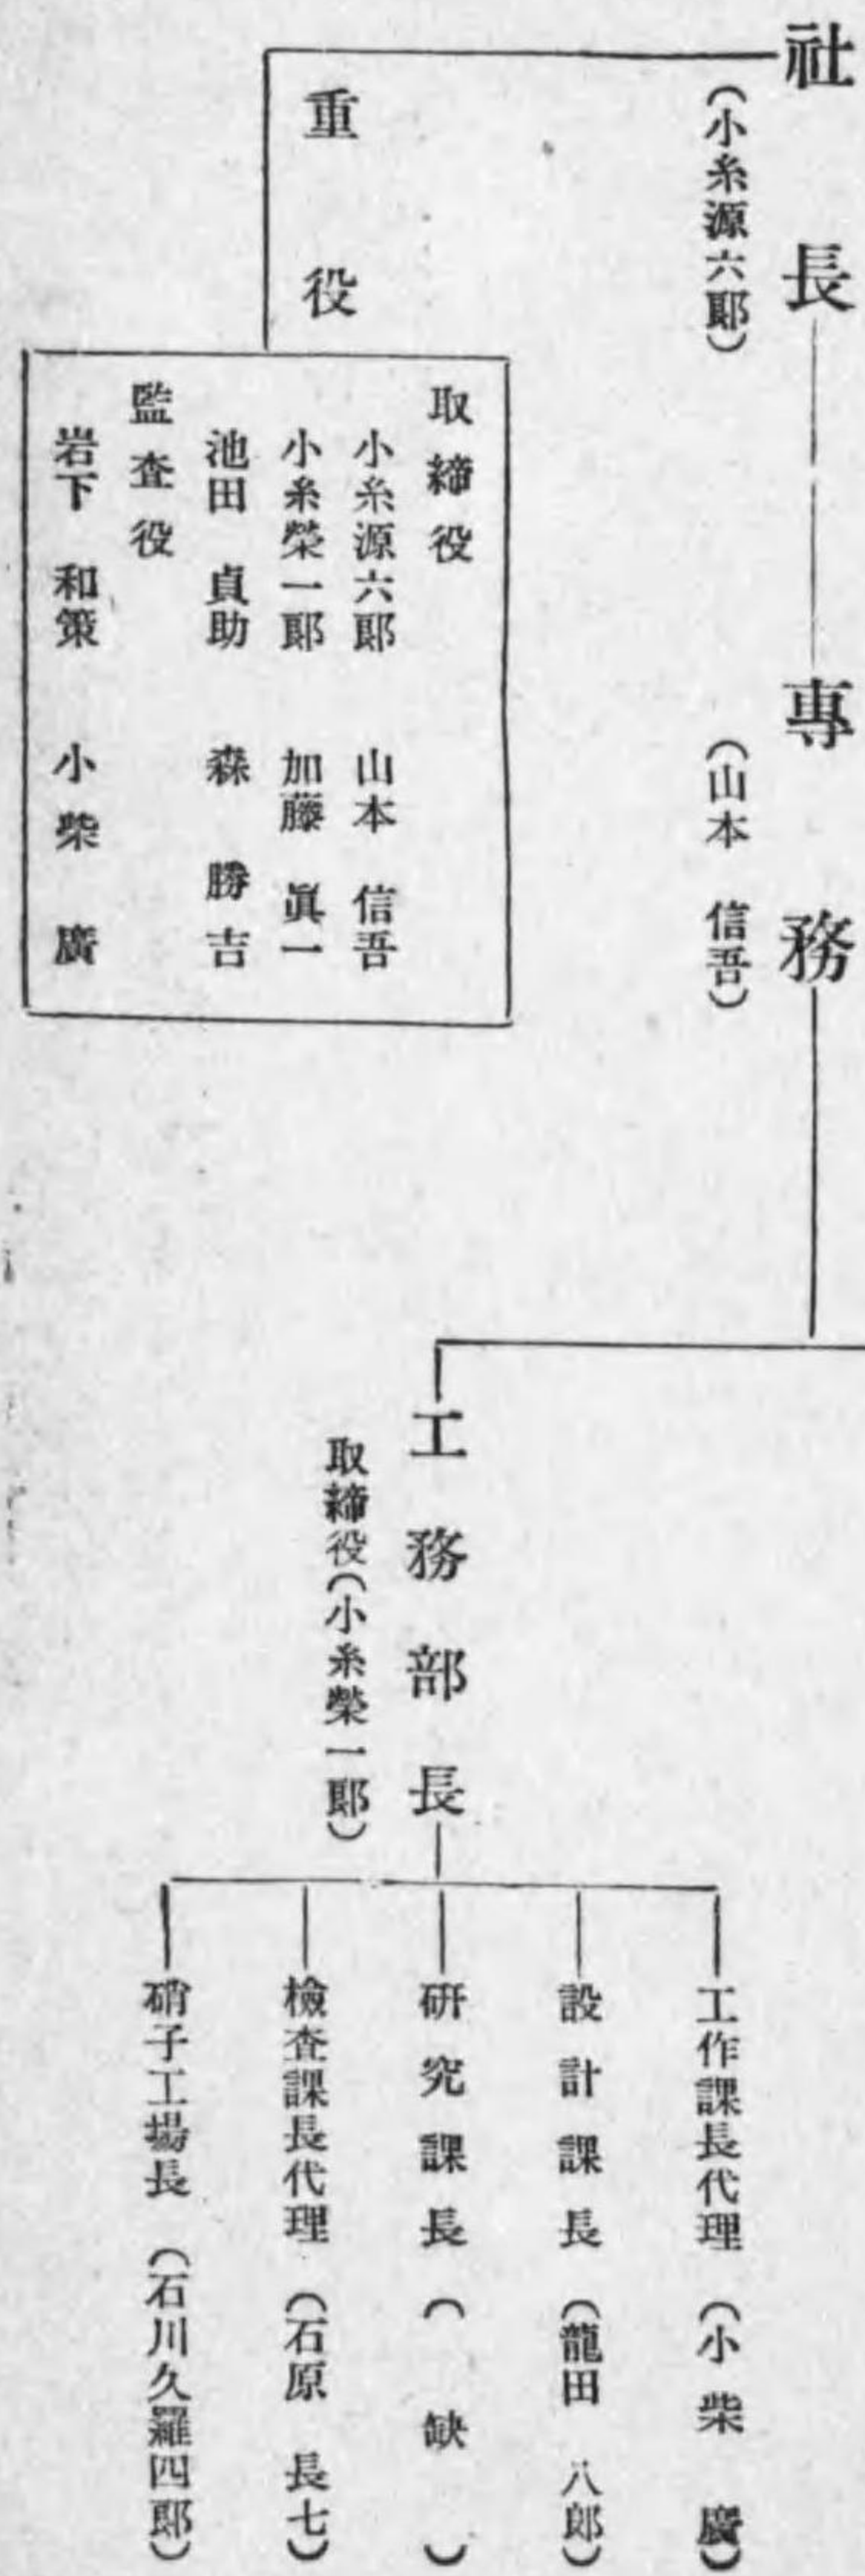 社長
(小糸源六郎)
專務
(山本 信吾)
重役
取締役
小糸源六郎 山本 信吾
小糸榮一郎 加藤 眞一
池田 貞助 森 勝吉
監査役
岩下 和策 小柴 廣
工務部長
取締役(小糸榮一郎)
工作課長代理 (小柴 廣)
設計課長 (龍田 八郎)
研究課長 ( 缺 )
檢査課長代理 (石原 長七)
硝子工場長 (石川久羅四郎)